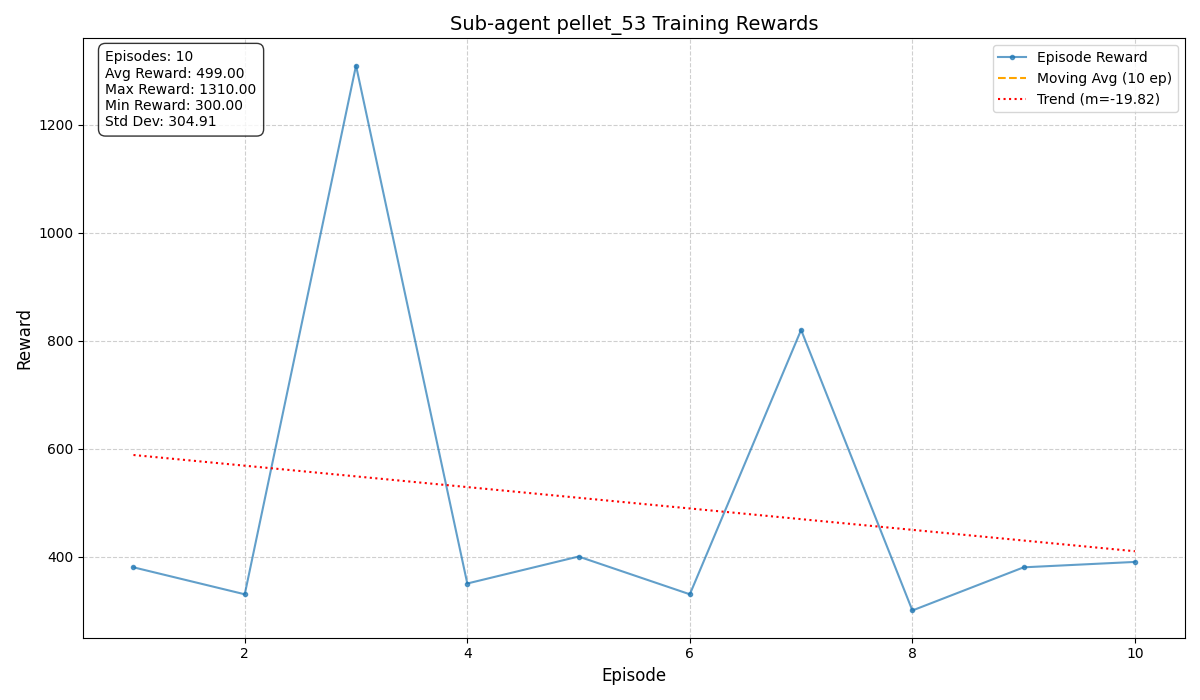 Sub-agent pellet_53 Training Rewards
Episodes: 10
Avg Reward: 499.00
Max Reward: 1310.00
Min Reward: 300.00
Std Dev: 304.91
Episode Reward
Moving Avg (10 ep)
Trend (m=-19.82)
Reward
1200
1000
800
600
400
2 4 6 8 10
Episode